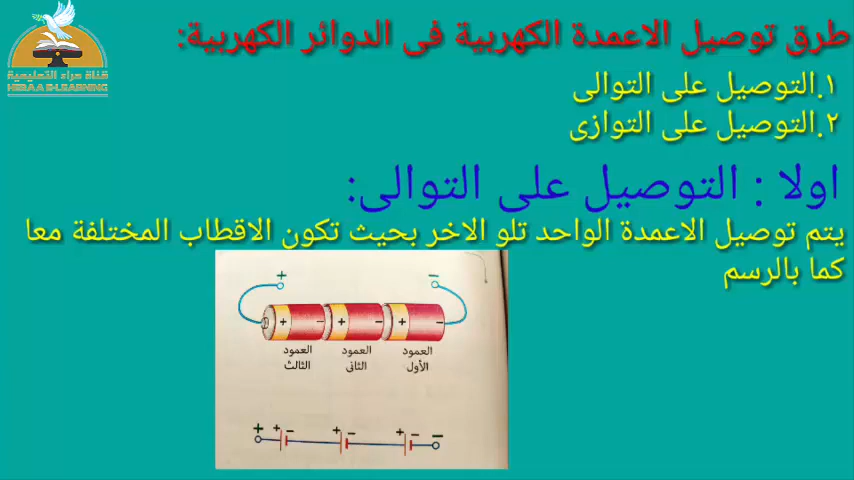 قناة حراء التعليمية
HERAA E-LEARNING
طرق توصيل الاعمدة الكهربية فى الدوائر الكهربية:
١.التوصيل على التوالى
٢.التوصيل على التوازى
اولا : التوصيل على التوالى:
يتم توصيل الاعمدة الواحد تلو الاخر بحيث تكون الاقطاب المختلفة معا
كما بالرسم
+ −
+ − + − + −
العمود الأول
العمود الثانى
العمود الثالث
+ + − + − + − −